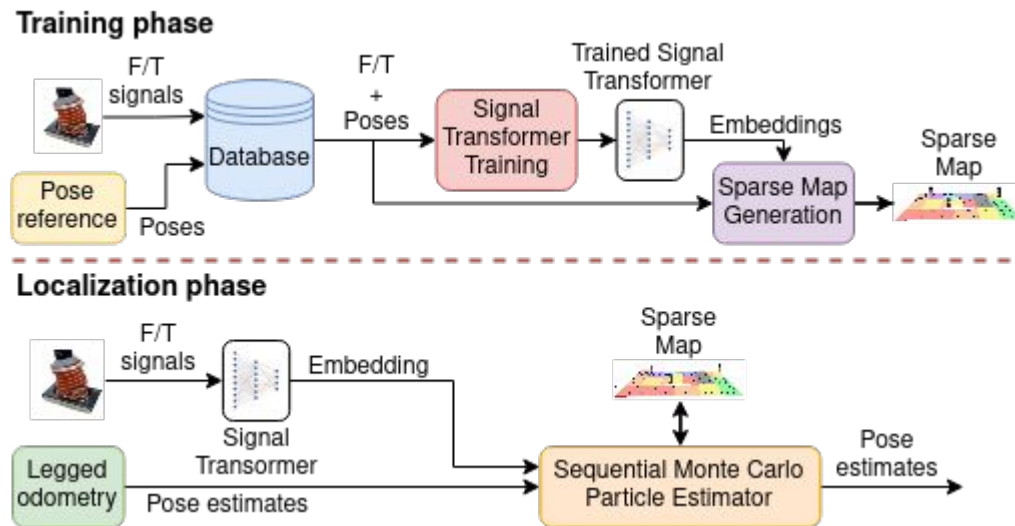 Training phase
F/T
signals
Database
Pose
reference
Poses
F/T
+
Poses
Signal
Transformer
Training
Trained Signal
Transformer
Embeddings
Sparse Map
Generation
Sparse
Map
Localization phase
F/T
signals
Signal
Transormer
Embedding
Legged
odometry
Pose estimates
Sparse
Map
Sequential Monte Carlo
Particle Estimator
Pose
estimates